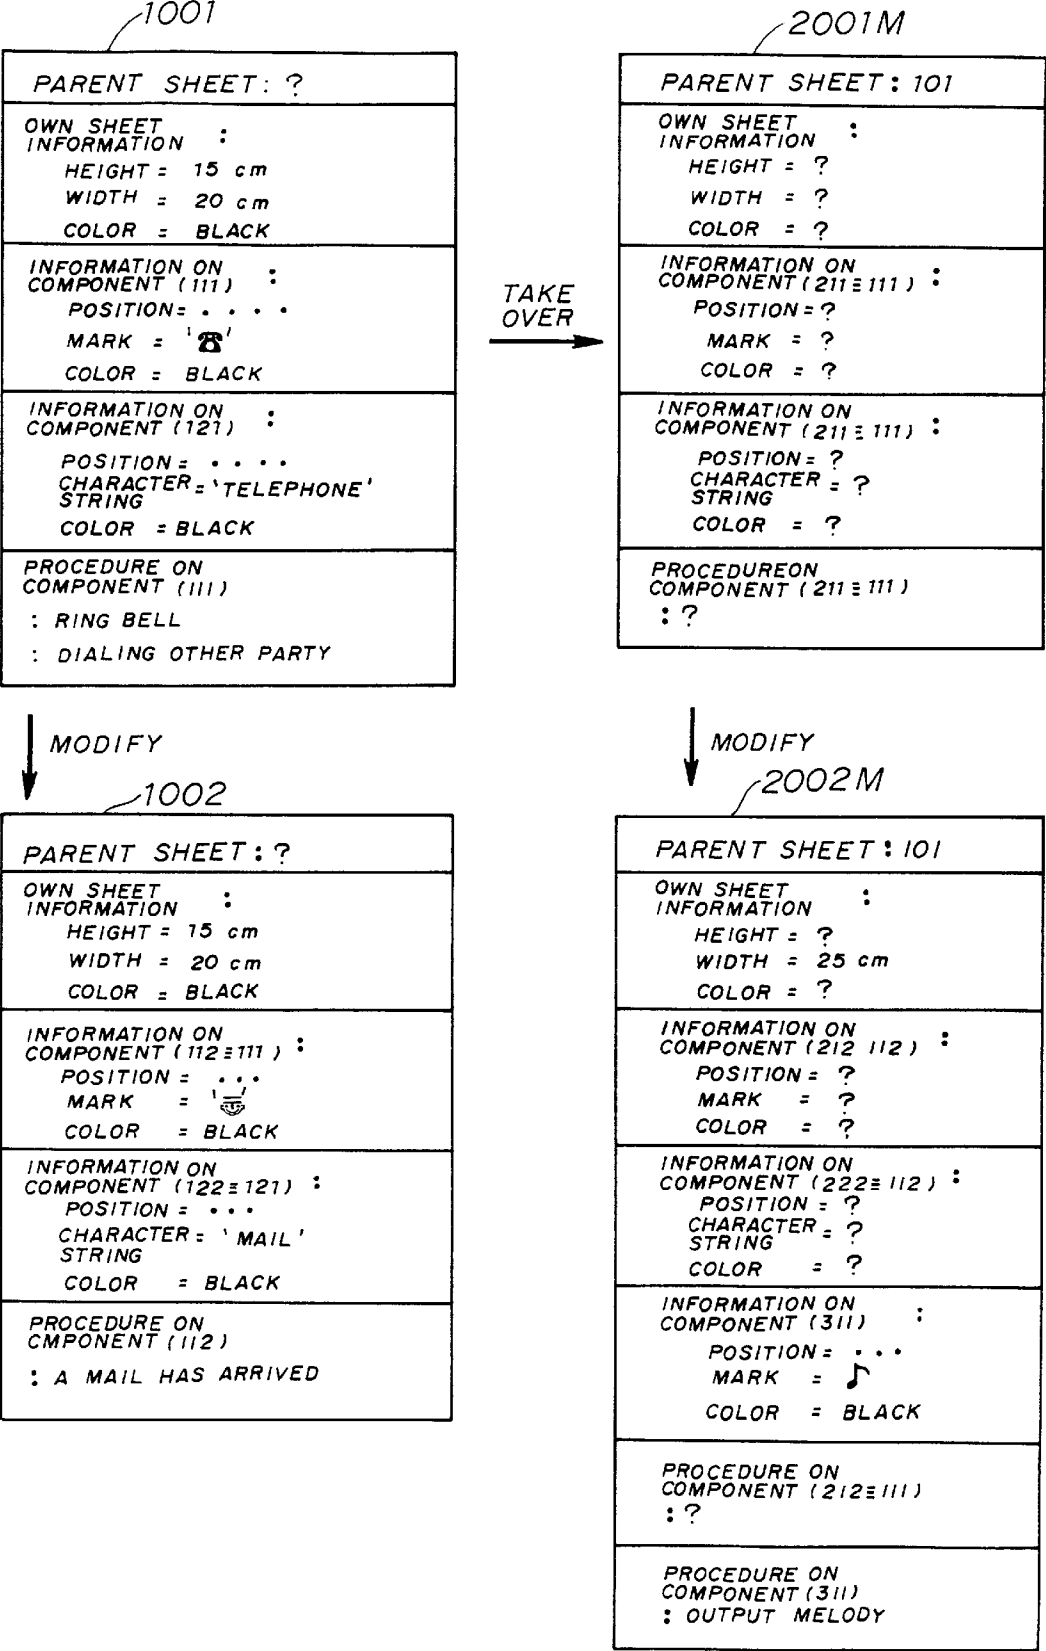 1001
PARENT SHEET: ?
OWN SHEET :
INFORMATION
HEIGHT = 15 cm
WIDTH = 20 cm
COLOR = BLACK
INFORMATION ON :
COMPONENT (111)
POSITION = . . . .
MARK = '☎'
COLOR = BLACK
INFORMATION ON :
COMPONENT (121)
POSITION = . . . .
CHARACTER = 'TELEPHONE'
STRING
COLOR = BLACK
PROCEDURE ON
COMPONENT (111)
: RING BELL
: DIALING OTHER PARTY
TAKE
OVER
2001M
PARENT SHEET : 101
OWN SHEET :
INFORMATION
HEIGHT = ?
WIDTH = ?
COLOR = ?
INFORMATION ON :
COMPONENT (211≡111)
POSITION = ?
MARK = ?
COLOR = ?
INFORMATION ON :
COMPONENT (211≡111)
POSITION = ?
CHARACTER = ?
STRING
COLOR = ?
PROCEDUREON
COMPONENT (211≡111)
: ?
MODIFY
1002
PARENT SHEET : ?
OWN SHEET :
INFORMATION
HEIGHT = 15 cm
WIDTH = 20 cm
COLOR = BLACK
INFORMATION ON :
COMPONENT (112≡111)
POSITION = . . .
MARK = ' '
COLOR = BLACK
INFORMATION ON :
COMPONENT (122≡121)
POSITION = . . .
CHARACTER = 'MAIL'
STRING
COLOR = BLACK
PROCEDURE ON
CMPONENT (112)
: A MAIL HAS ARRIVED
MODIFY
2002M
PARENT SHEET : 101
OWN SHEET :
INFORMATION
HEIGHT = ?
WIDTH = 25 cm
COLOR = ?
INFORMATION ON :
COMPONENT (212 112)
POSITION = ?
MARK = ?
COLOR = ?
INFORMATION ON :
COMPONENT (222≡112)
POSITION = ?
CHARACTER = ?
STRING
COLOR = ?
INFORMATION ON :
COMPONENT (311)
POSITION = . . .
MARK = ♪
COLOR = BLACK
PROCEDURE ON
COMPONENT (212≡111)
: ?
PROCEDURE ON
COMPONENT (311)
: OUTPUT MELODY